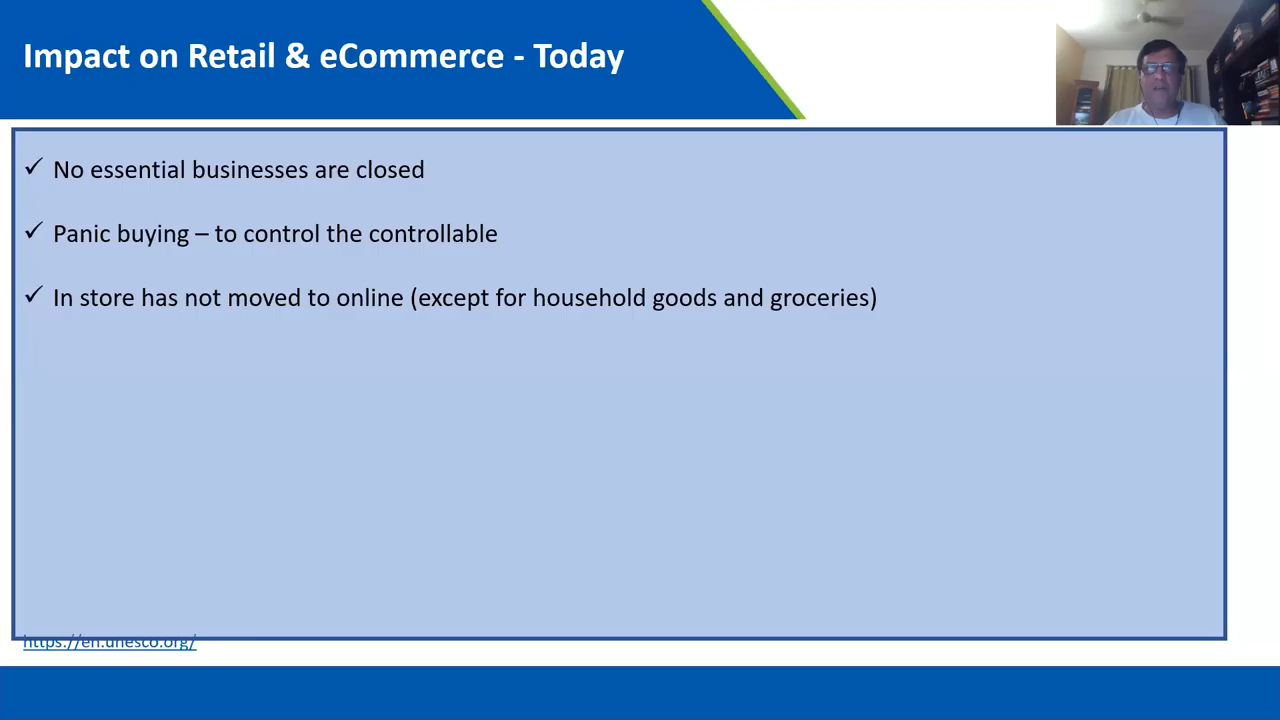 Impact on Retail & eCommerce - Today
✓ No essential businesses are closed
✓ Panic buying – to control the controllable
✓ In store has not moved to online (except for household goods and groceries)
https://en.unesco.org/